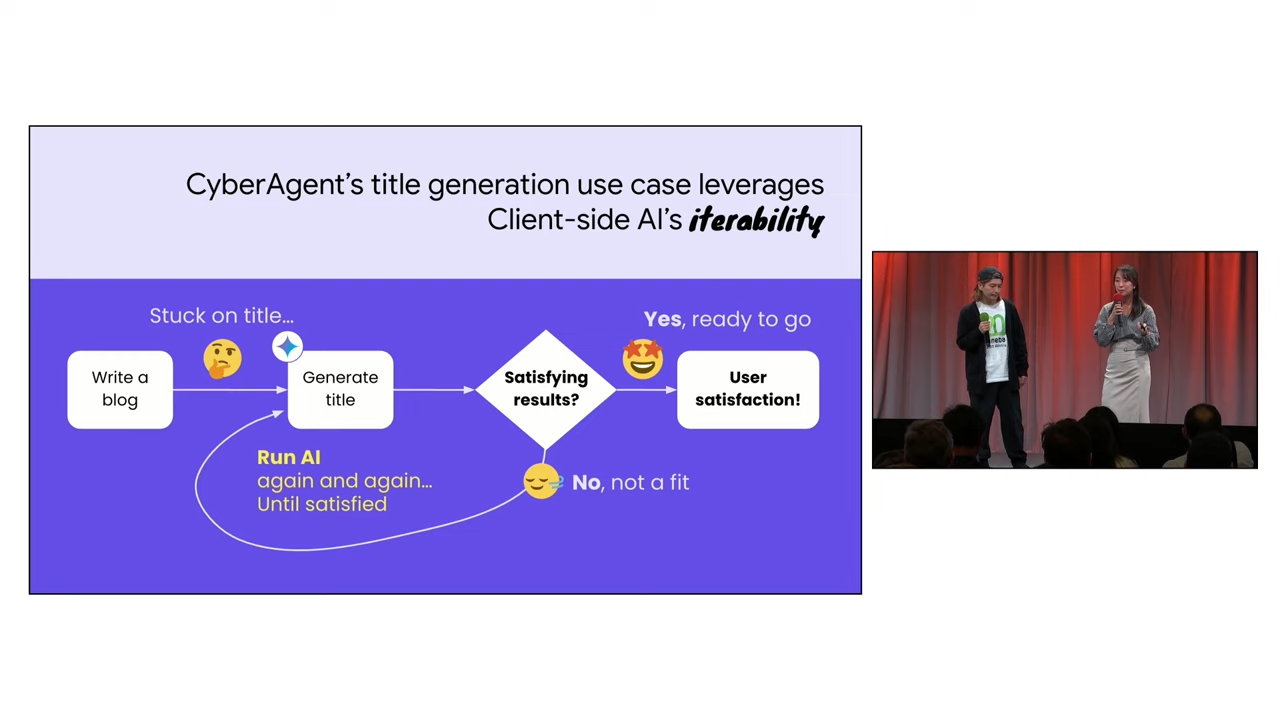 CyberAgent’s title generation use case leverages
Client-side AI’s iterability
Stuck on title...
Yes, ready to go
Write a
blog
Generate
title
Satisfying
results?
User
satisfaction!
Run AI
again and again...
Until satisfied
No, not a fit